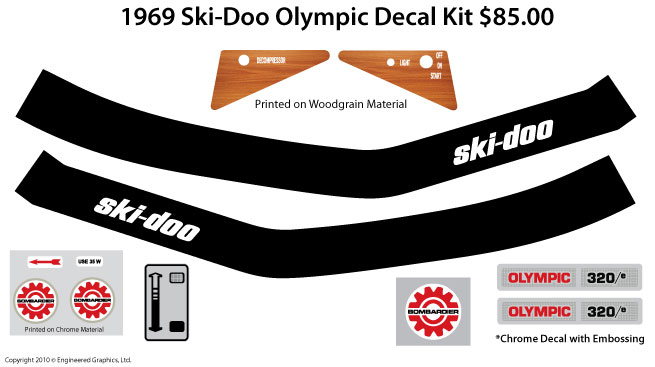 1969 Ski-Doo Olympic Decal Kit $85.00
DECOMPRESSOR
LIGHT
OFF
ON
START
Printed on Woodgrain Material
ski-doo
ski-doo
USE 35 W
BOMBARDIER
BOMBARDIER
Printed on Chrome Material
BOMBARDIER
OLYMPIC 320/e
OLYMPIC 320/e
*Chrome Decal with Embossing
Copyright 2010 © Engineered Graphics, Ltd.